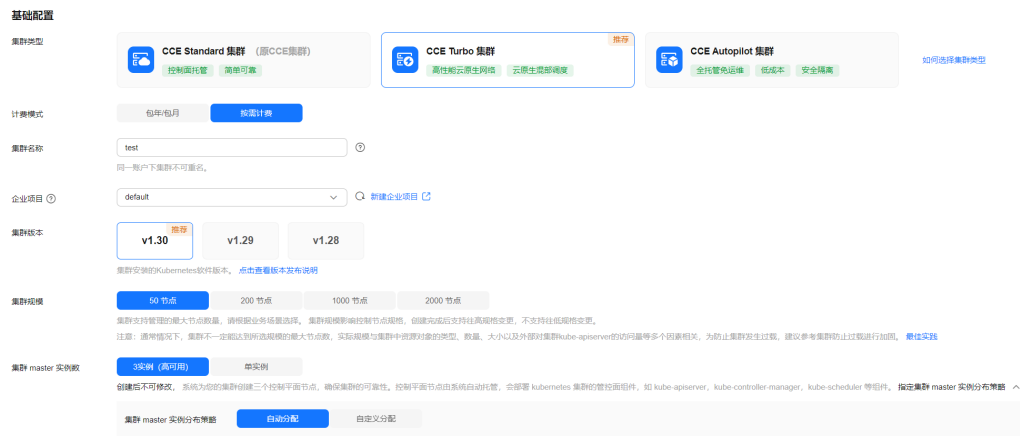 基础配置
集群类型
CCE Standard 集群 (原CCE集群)
控制面托管 简单可靠
推荐
CCE Turbo 集群
高性能云原生网络 云原生混部调度
CCE Autopilot 集群
全托管免运维 低成本 安全隔离
如何选择集群类型
计费模式 包年/包月 按需计费
集群名称 test
同一账户下集群不可重名。
企业项目 default 新建企业项目
集群版本 v1.30 推荐 v1.29 v1.28
集群安装的Kubernetes软件版本。 点击查看版本发布说明
集群规模 50 节点 200 节点 1000 节点 2000 节点
集群支持管理的最大节点数量，请根据业务场景选择。 集群规模影响控制节点规格，创建完成后支持往高规格变更，不支持往低规格变更。
注意：通常情况下，集群不一定能达到所选规模的最大节点数，实际规模与集群中资源对象的类型、数量、大小以及外部对集群kube-apiserver的访问量等多个因素相关，为防止集群发生过载，建议参考集群防止过载进行加固。 最佳实践
集群 master 实例数 3实例（高可用） 单实例
创建后不可修改， 系统为您的集群创建三个控制平面节点，确保集群的可靠性。控制平面节点由系统自动托管，会部署 kubernetes 集群的管控面组件，如 kube-apiserver，kube-controller-manager，kube-scheduler 等组件。 指定集群 master 实例分布策略
集群 master 实例分布策略 自动分配 自定义分配